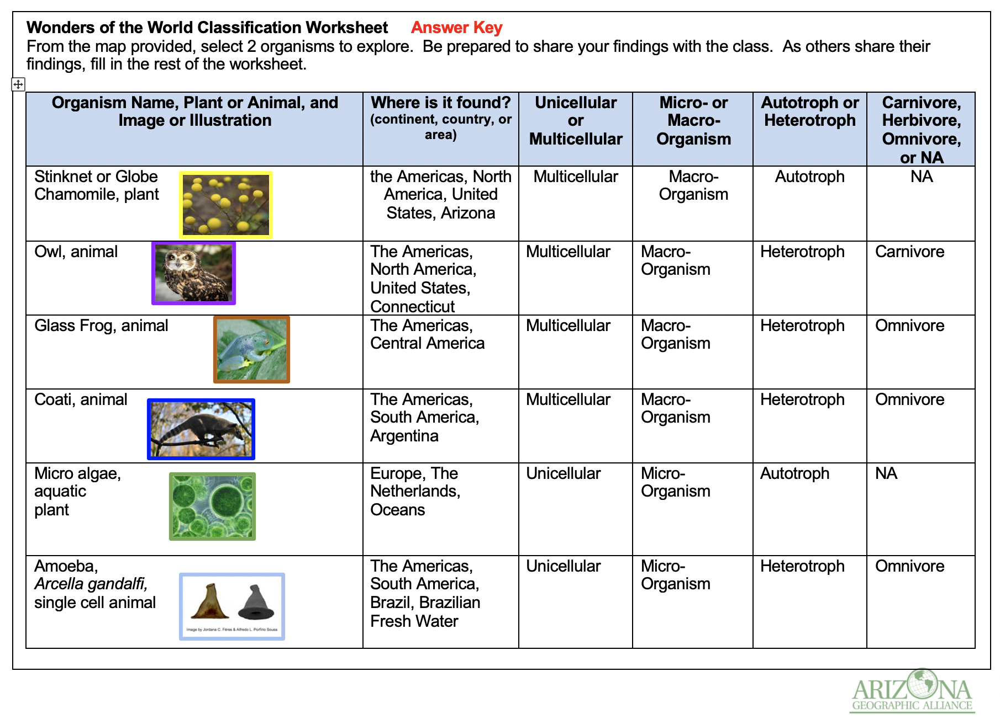 Wonders of the World Classification Worksheet Answer Key
From the map provided, select 2 organisms to explore. Be prepared to share your findings with the class. As others share their
findings, fill in the rest of the worksheet.
Organism Name, Plant or Animal, and
Image or Illustration
Where is it found?
(continent, country, or
area)
Unicellular
or
Multicellular
Micro- or
Macro-
Organism
Autotroph or
Heterotroph
Carnivore,
Herbivore,
Omnivore,
or NA
Stinknet or Globe
Chamomile, plant
the Americas, North
America, United
States, Arizona
Multicellular
Macro-
Organism
Autotroph
NA
Owl, animal
The Americas,
North America,
United States,
Connecticut
Multicellular
Macro-
Organism
Heterotroph
Carnivore
Glass Frog, animal
The Americas,
Central America
Multicellular
Macro-
Organism
Heterotroph
Omnivore
Coati, animal
The Americas,
South America,
Argentina
Multicellular
Macro-
Organism
Heterotroph
Omnivore
Micro algae,
aquatic
plant
Europe, The
Netherlands,
Oceans
Unicellular
Micro-
Organism
Autotroph
NA
Amoeba,
Arcella gandalfi,
single cell animal
Image by Jordana C. Féres & Alfredo L. Porfírio Sousa
The Americas,
South America,
Brazil, Brazilian
Fresh Water
Unicellular
Micro-
Organism
Heterotroph
Omnivore
ARIZONA
GEOGRAPHIC ALLIANCE